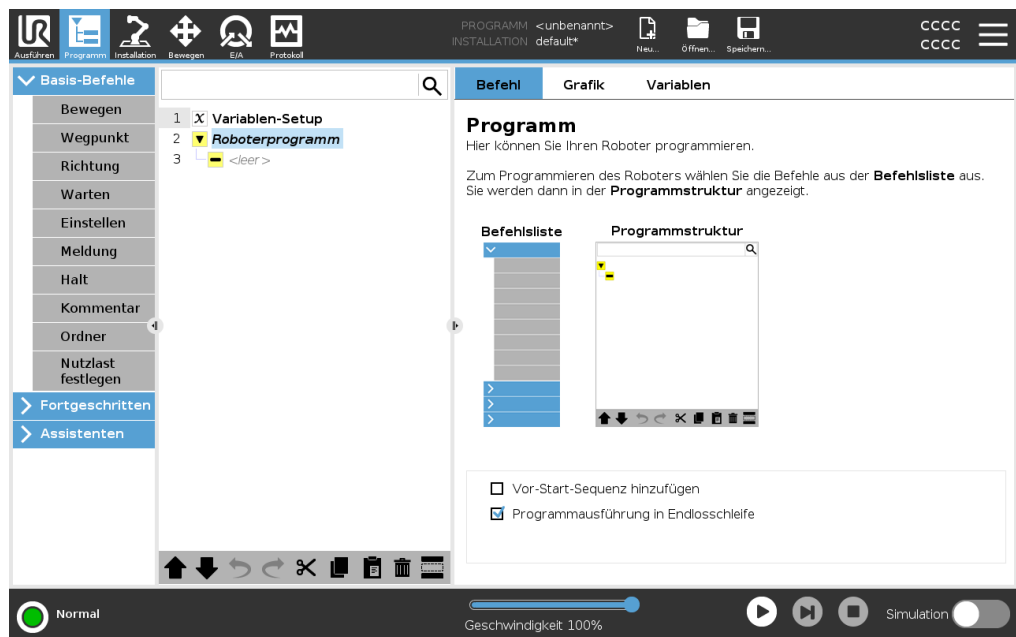 PROGRAMM <unbenannt>
INSTALLATION default*
CCCC
CCCC
UR
Ausführen Programm Installation Bewegen E/A Protokoll Neu... Öffnen... Speichern...
Basis-Befehle
Bewegen
Wegpunkt
Richtung
Warten
Einstellen
Meldung
Halt
Kommentar
Ordner
Nutzlast
festlegen
Fortgeschritten
Assistenten
1 X Variablen-Setup
2 Roboterprogramm
3 <leer>
Befehl Grafik Variablen
Programm
Hier können Sie Ihren Roboter programmieren.
Zum Programmieren des Roboters wählen Sie die Befehle aus der Befehlsliste aus.
Sie werden dann in der Programmstruktur angezeigt.
Befehlsliste Programmstruktur
Vor-Start-Sequenz hinzufügen
Programmausführung in Endlosschleife
Normal
Geschwindigkeit 100%
Simulation